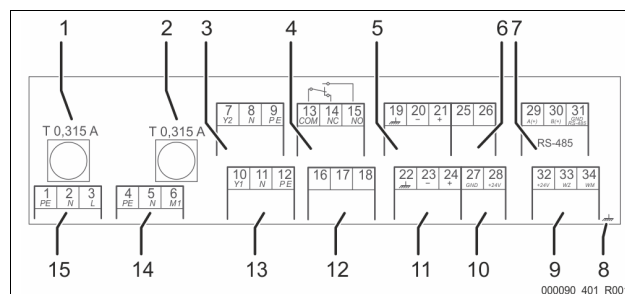 1 2 3 4 5 6 7
T 0,315 A T 0,315 A
7 8 9 13 14 15 19 20 21 25 26 29 30 31
Y2 N PE COM NC NO − + A(+) B(+) GND RS-485
RS-485
10 11 12 16 17 18 22 23 24 27 28 32 33 34
Y1 N PE − + GND +24V +24V WZ WM
1 2 3 4 5 6
PE N L PE N M1
15 14 13 12 11 10 9 8
000090_401_R001